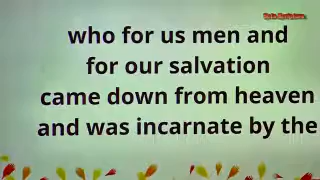 who for us men and
for our salvation
came down from heaven
and was incarnate by the